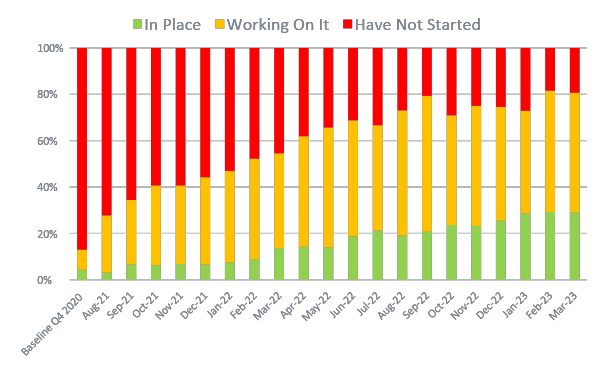 In Place Working On It Have Not Started
100%
80%
60%
40%
20%
0%
Baseline Q4 2020
Aug-21
Sep-21
Oct-21
Nov-21
Dec-21
Jan-22
Feb-22
Mar-22
Apr-22
May-22
Jun-22
Jul-22
Aug-22
Sep-22
Oct-22
Nov-22
Dec-22
Jan-23
Feb-23
Mar-23